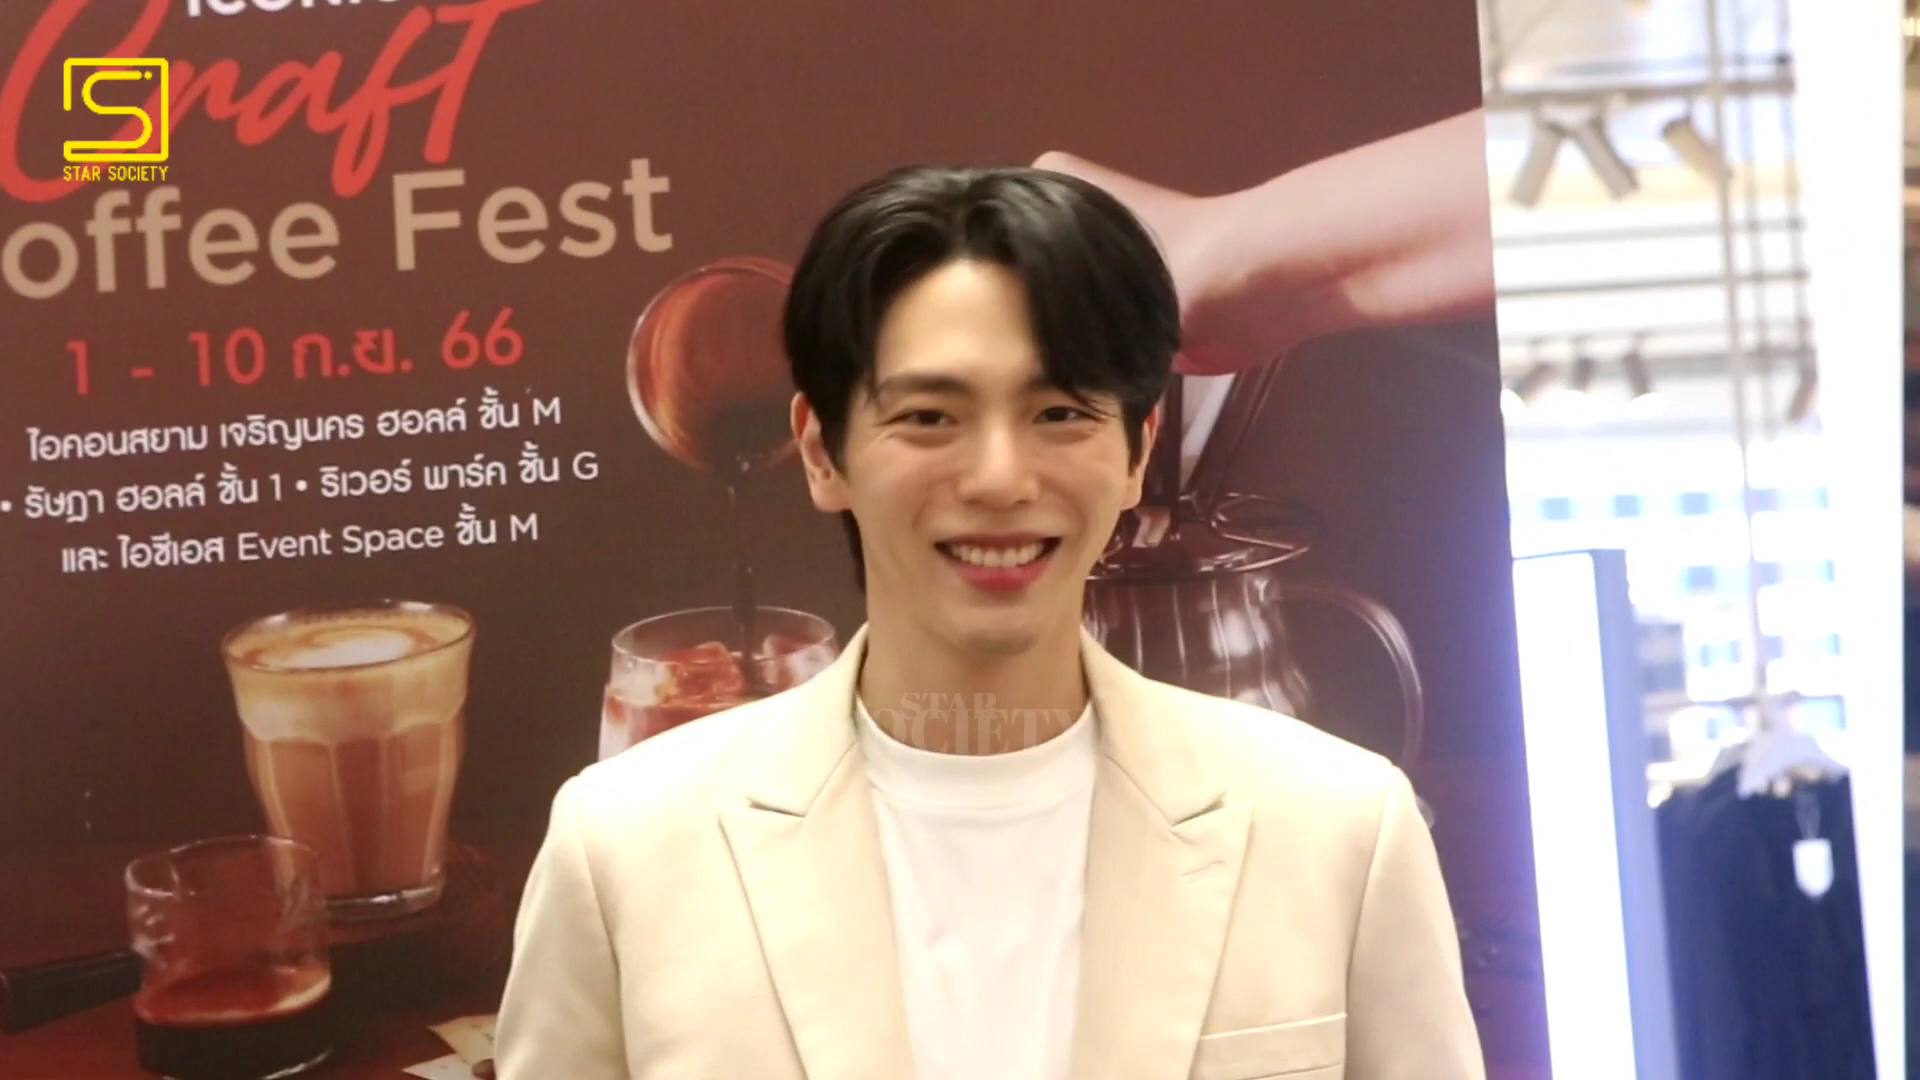 Craft
STAR SOCIETY
offee Fest
1 - 10 ก.ย. 66
ไอคอนสยาม เจริญนคร ฮอลล์ ชั้น M
• รัษฎา ฮอลล์ ชั้น 1 • ริเวอร์ พาร์ค ชั้น G
และ ไอซีเอส Event Space ชั้น M
STAR
SOCIETY